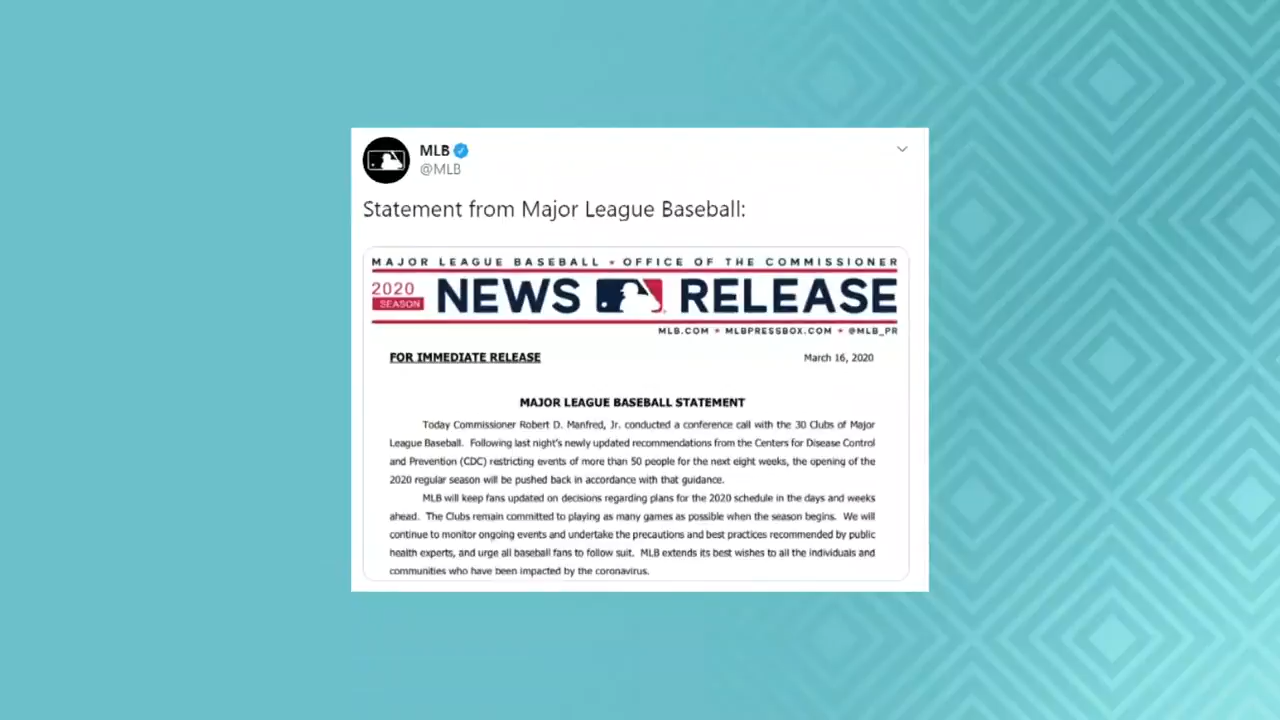 MLB
@MLB
Statement from Major League Baseball:
MAJOR LEAGUE BASEBALL • OFFICE OF THE COMMISSIONER
2020
SEASON
NEWS RELEASE
MLB.COM • MLBPRESSBOX.COM • @MLB_PR
FOR IMMEDIATE RELEASE March 16, 2020
MAJOR LEAGUE BASEBALL STATEMENT
Today Commissioner Robert D. Manfred, Jr. conducted a conference call with the 30 Clubs of Major
League Baseball. Following last night's newly updated recommendations from the Centers for Disease Control
and Prevention (CDC) restricting events of more than 50 people for the next eight weeks, the opening of the
2020 regular season will be pushed back in accordance with that guidance.
MLB will keep fans updated on decisions regarding plans for the 2020 schedule in the days and weeks
ahead. The Clubs remain committed to playing as many games as possible when the season begins. We will
continue to monitor ongoing events and undertake the precautions and best practices recommended by public
health experts, and urge all baseball fans to follow suit. MLB extends its best wishes to all the individuals and
communities who have been impacted by the coronavirus.